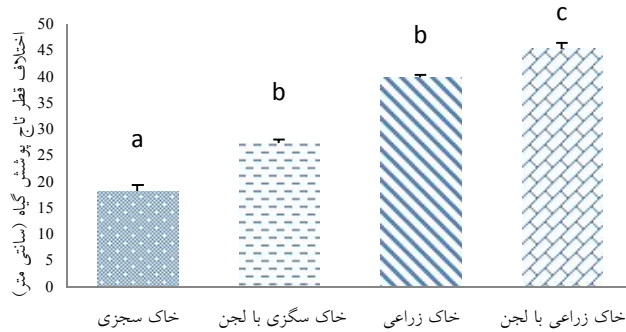 اختلاف قطر تاج پوشش گیاه (سانتی متر)
50
45
40
35
30
25
20
15
10
5
0
a
b
b
c
خاک سجزی
خاک سگزی با لجن
خاک زراعی
خاک زراعی با لجن